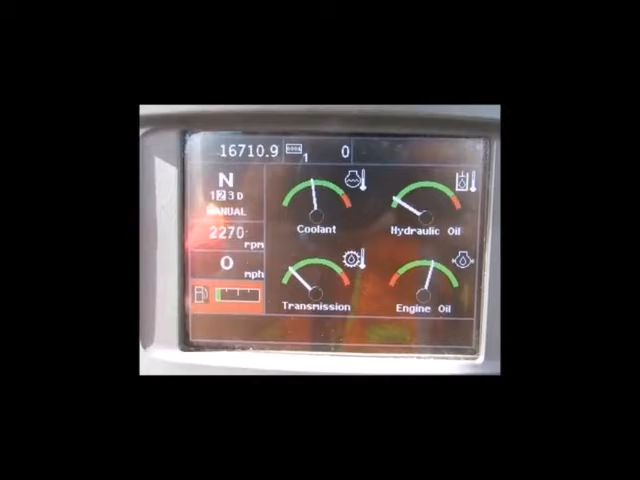 16710.9 1 0
N
1 2 3 D
MANUAL
2270 rpm
0 mph
Coolant
Hydraulic Oil
Transmission
Engine Oil